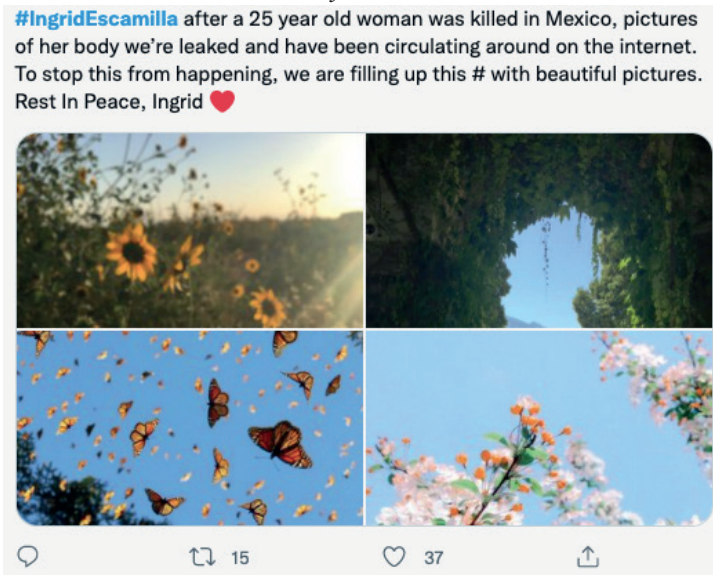 #IngridEscamilla after a 25 year old woman was killed in Mexico, pictures
of her body we're leaked and have been circulating around on the internet.
To stop this from happening, we are filling up this # with beautiful pictures.
Rest In Peace, Ingrid ❤️
15
37